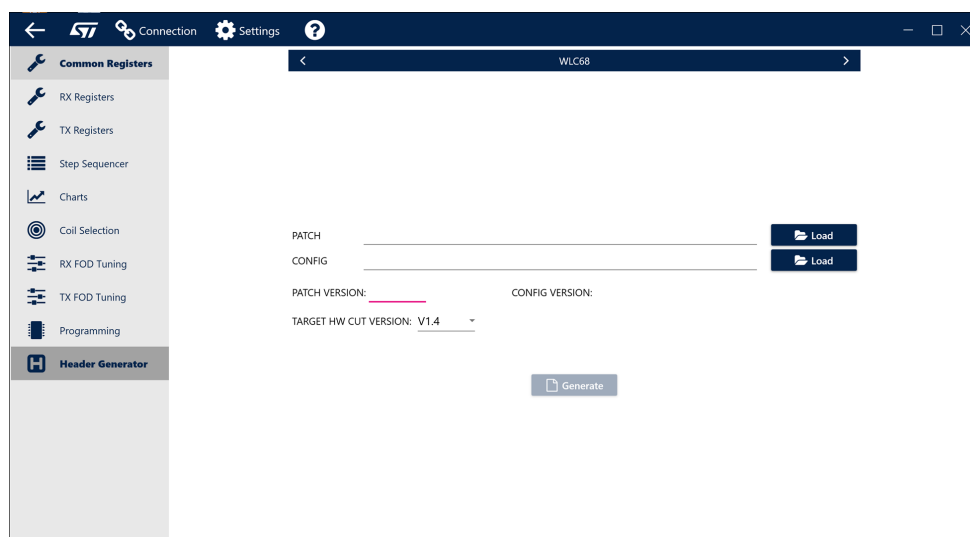 ST Connection Settings ?
Common Registers
RX Registers
TX Registers
Step Sequencer
Charts
Coil Selection
RX FOD Tuning
TX FOD Tuning
Programming
H Header Generator
< WLC68 >
PATCH Load
CONFIG Load
PATCH VERSION: CONFIG VERSION:
TARGET HW CUT VERSION: V1.4
Generate